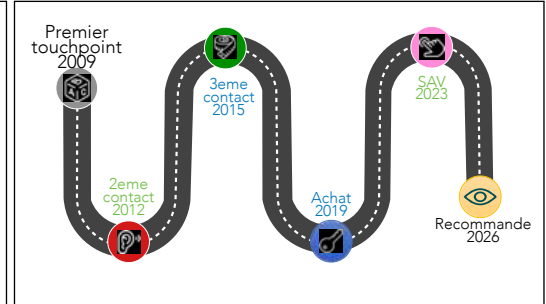 Premier
touchpoint
2009
2eme
contact
2012
3eme
contact
2015
Achat
2019
SAV
2023
Recommande
2026